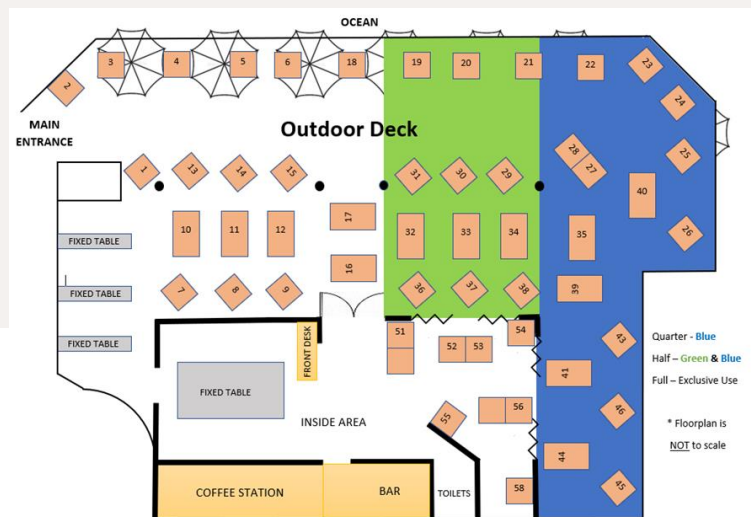 OCEAN
3
4
5
6
18
19
20
21
22
23
2
24
MAIN
ENTRANCE
Outdoor Deck
1
13
14
15
31
30
29
28
27
25
40
10
11
12
17
32
33
34
35
26
FIXED TABLE
16
7
8
9
36
37
38
39
FIXED TABLE
FIXED TABLE
FRONT DESK
51
52
53
54
43
Quarter - Blue
Half – Green & Blue
Full – Exclusive Use
41
FIXED TABLE
INSIDE AREA
55
56
46
* Floorplan is
NOT to scale
44
COFFEE STATION
BAR
TOILETS
58
45